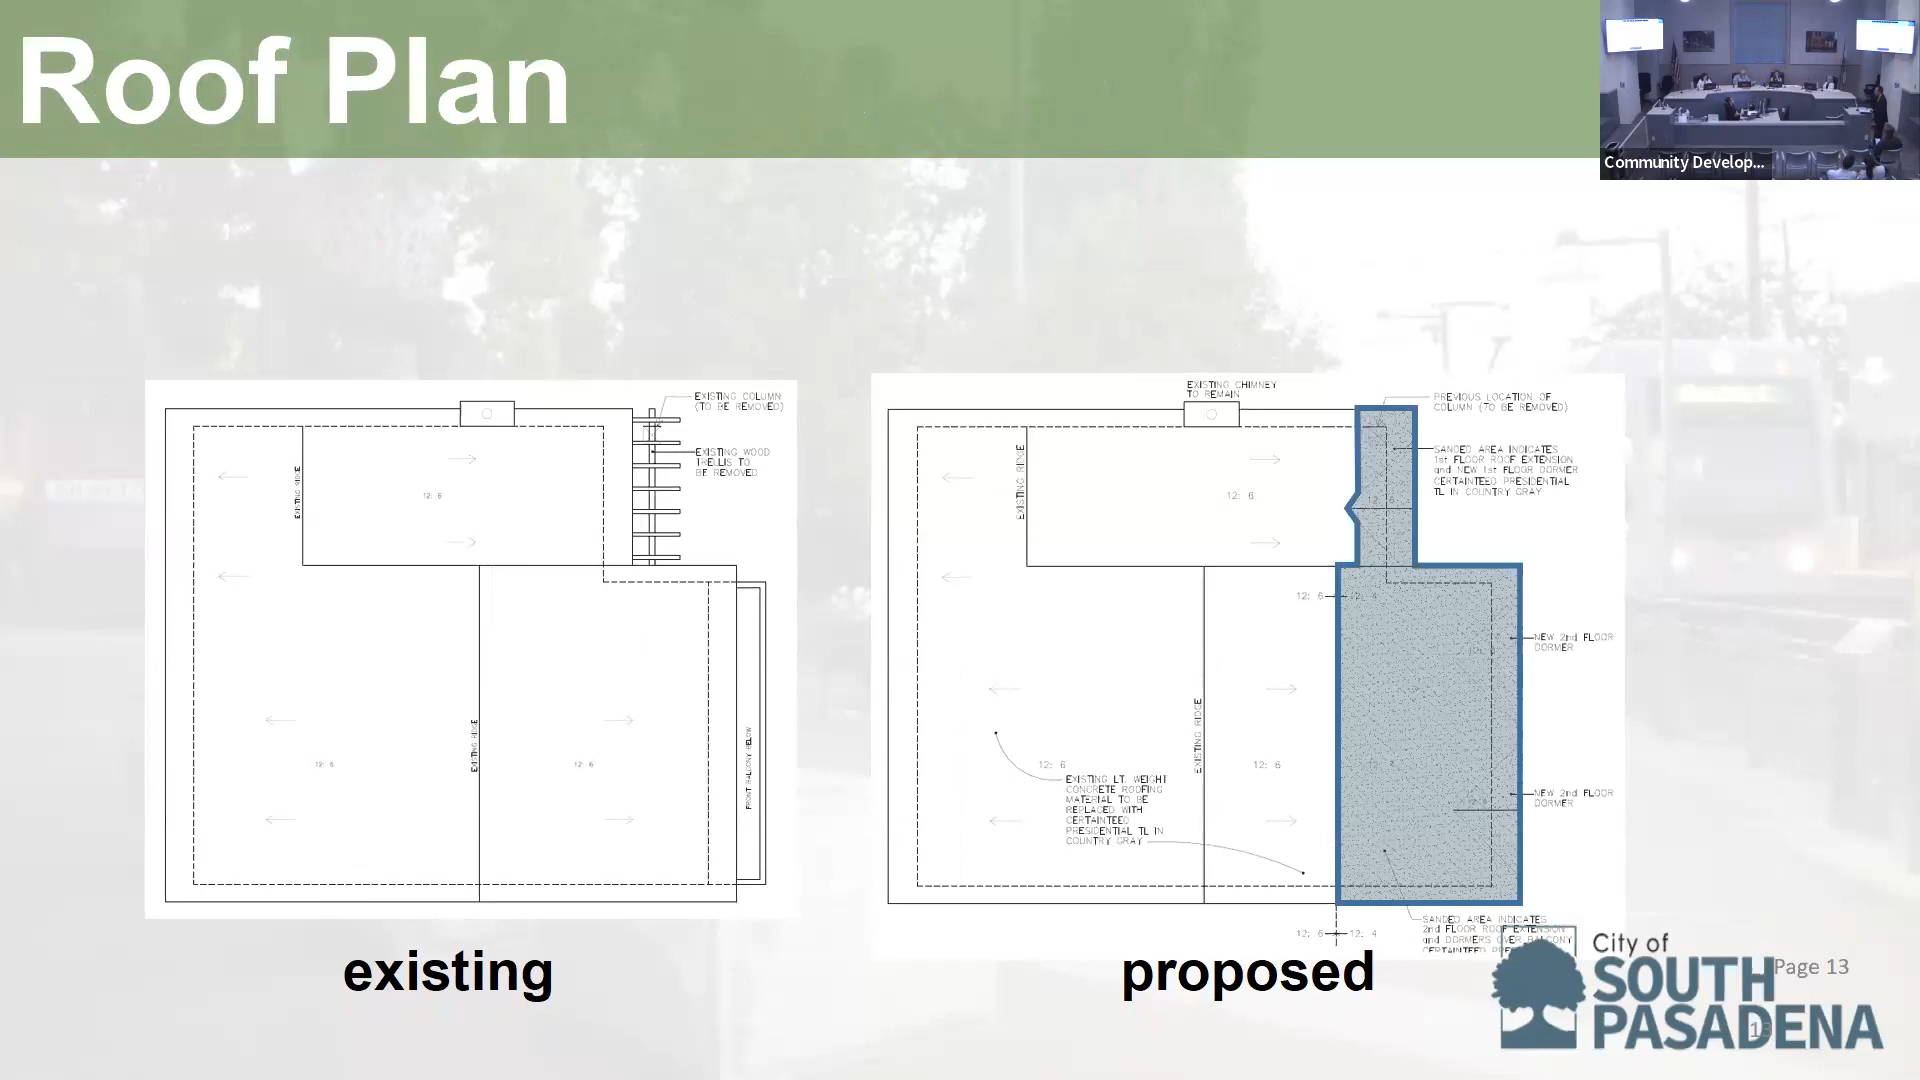 Roof Plan
Community Develop...
EXISTING COLUMN
(TO BE REMOVED)
EXISTING WOOD
TRELLIS TO
BE REMOVED
EXISTING RIDGE
12: 6
EXISTING RIDGE
12: 6
12: 6
FRONT BALCONY BELOW
existing
EXISTING CHIMNEY
TO REMAIN
PREVIOUS LOCATION OF
COLUMN (TO BE REMOVED)
SANDED AREA INDICATES
1st FLOOR ROOF EXTENSION
and NEW 1st FLOOR DORMER
CERTAINTEED PRESIDENTIAL
TL IN COUNTRY GRAY
EXISTING RIDGE
12: 6
12: 6
12: 4
NEW 2nd FLOOR
DORMER
EXISTING RIDGE
12: 6
12: 6
EXISTING LT. WEIGHT
CONCRETE ROOFING
MATERIAL TO BE
REPLACED WITH
CERTAINTEED
PRESIDENTIAL TL IN
COUNTRY GRAY
NEW 2nd FLOOR
DORMER
SANDED AREA INDICATES
2nd FLOOR ROOF EXTENSION
and DORMERS OVER BALCONY
12: 6
12: 4
proposed
City of
SOUTH
PASADENA
Page 13
13